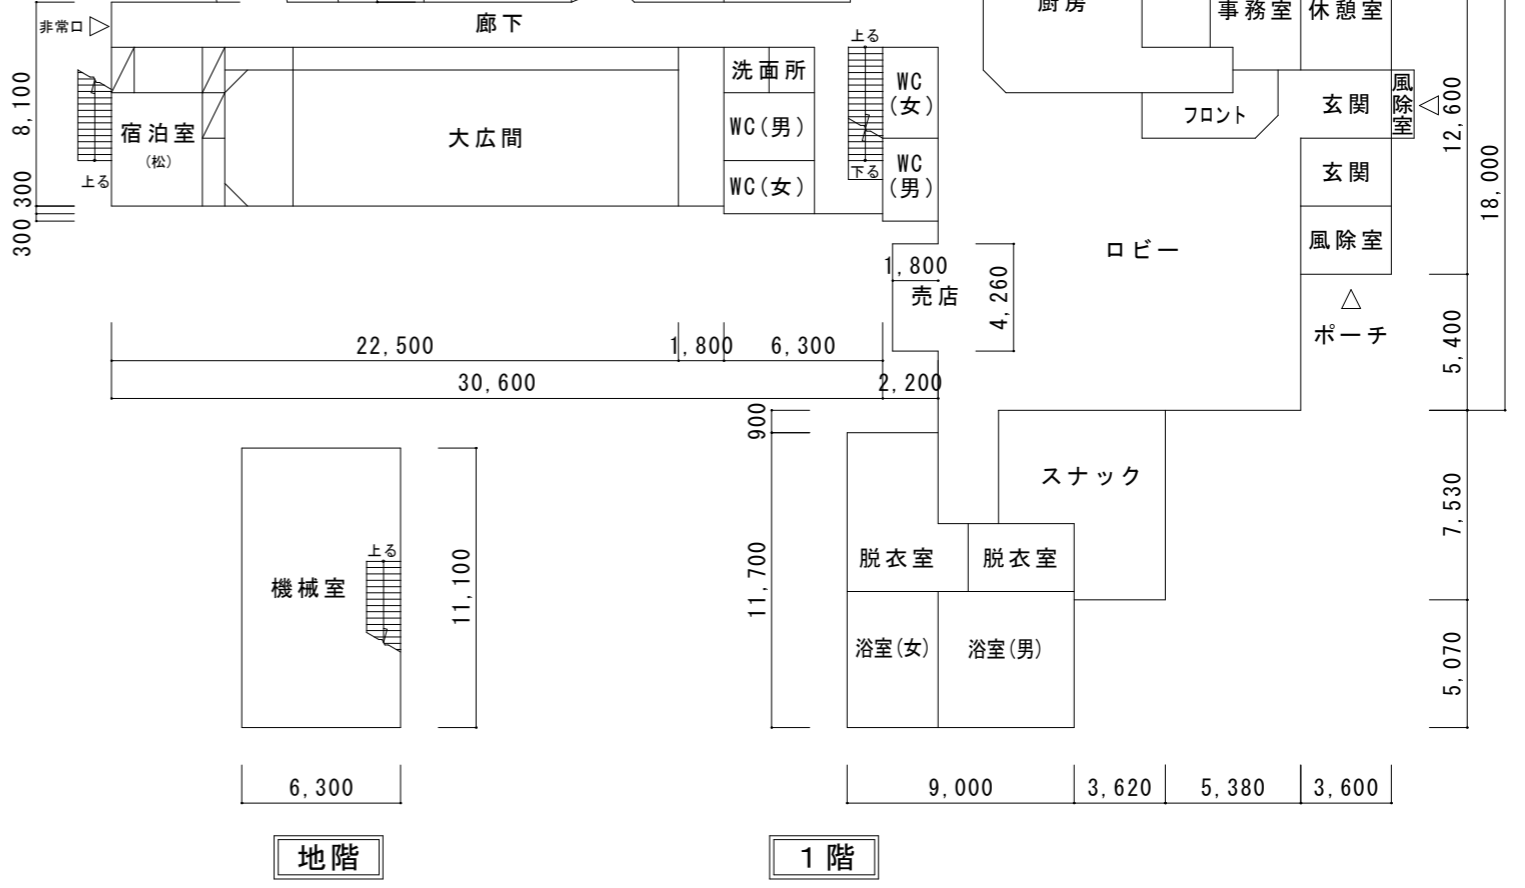 厨房
事務室
休憩室
非常口
廊下
上る
洗面所
WC
(女)
フロント
玄関
風除室
8,100
宿泊室
(松)
大広間
WC(男)
12,600
上る
WC(女)
下る
WC
(男)
玄関
18,000
300
300
ロビー
風除室
1,800
売店
4,260
ポーチ
5,400
22,500
1,800
6,300
30,600
2,200
900
スナック
7,530
上る
機械室
11,100
11,700
脱衣室
脱衣室
浴室(女)
浴室(男)
5,070
6,300
9,000
3,620
5,380
3,600
地階
1階